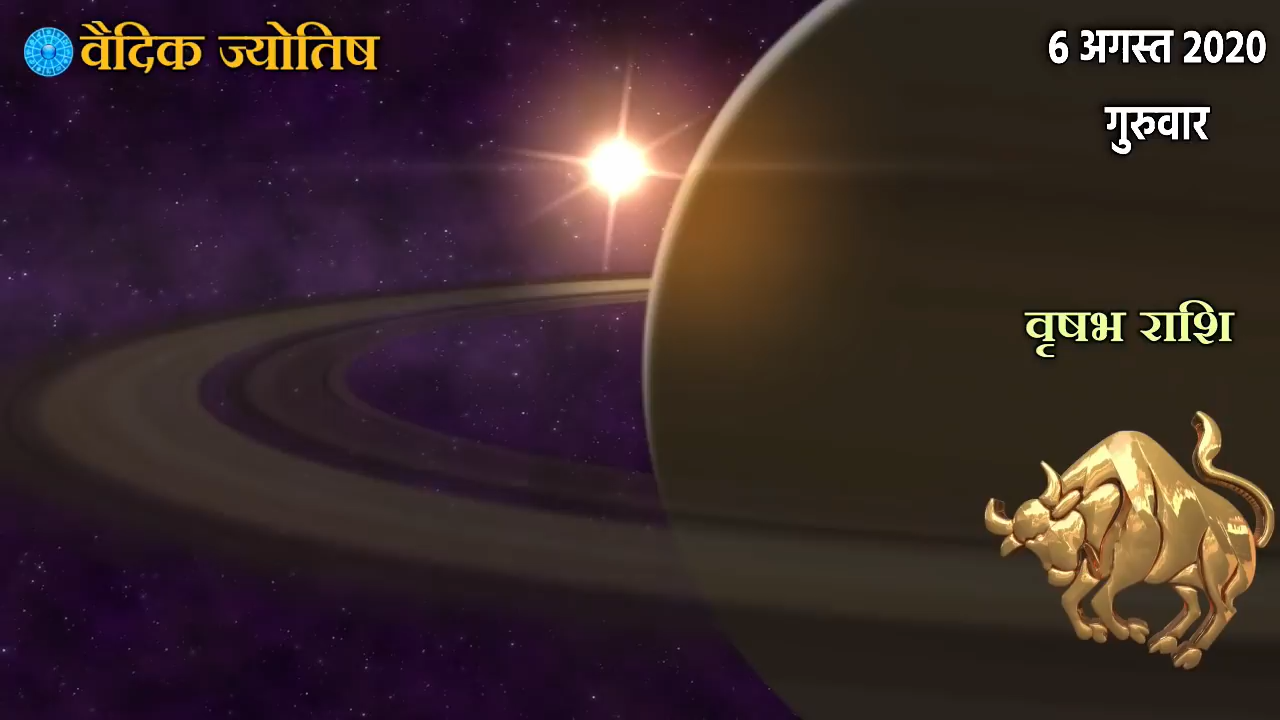 वैदिक ज्योतिष
6 अगस्त 2020
गुरुवार
वृषभ राशि